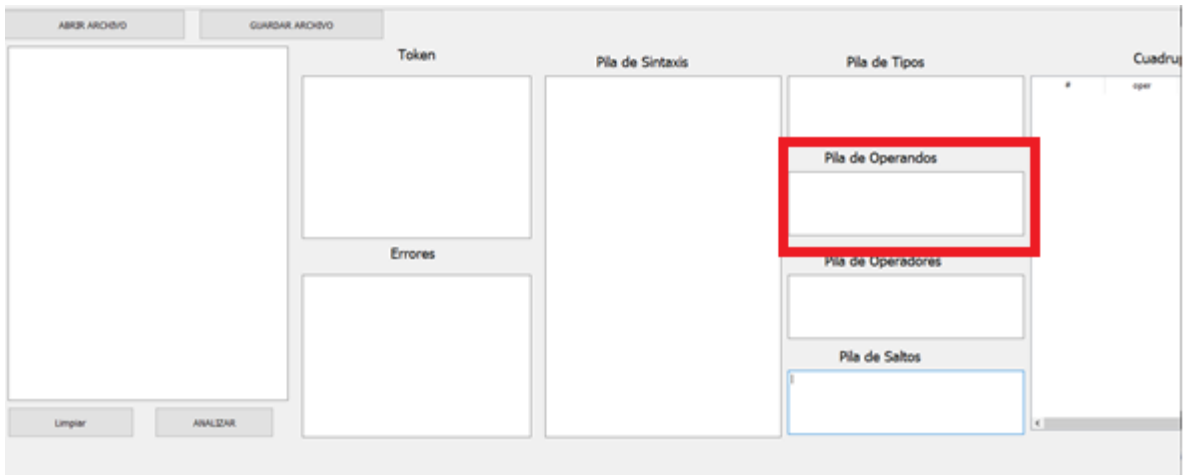 ABRIR ARCHIVO
GUARDAR ARCHIVO
Token
Pila de Sintaxis
Pila de Tipos
Cuadru
#
oper
Pila de Operandos
Errores
Pila de Operadores
Pila de Saltos
Limpiar
ANALIZAR